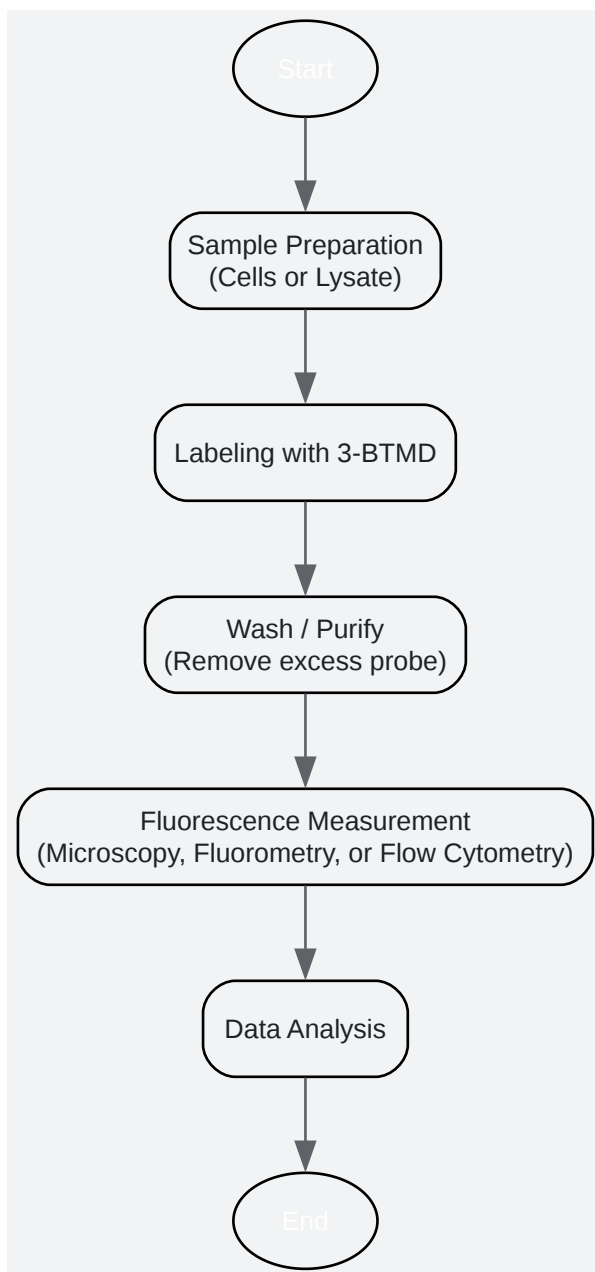 Start
Sample Preparation
(Cells or Lysate)
Labeling with 3-BTMD
Wash / Purify
(Remove excess probe)
Fluorescence Measurement
(Microscopy, Fluorometry, or Flow Cytometry)
Data Analysis
End